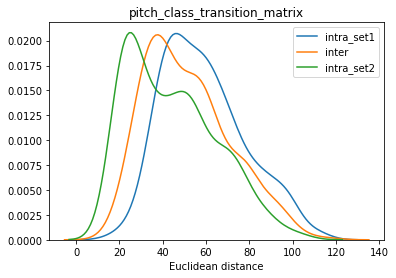 pitch_class_transition_matrix
intra_set1
inter
intra_set2
0.0200
0.0175
0.0150
0.0125
0.0100
0.0075
0.0050
0.0025
0.0000
0 20 40 60 80 100 120 140
Euclidean distance